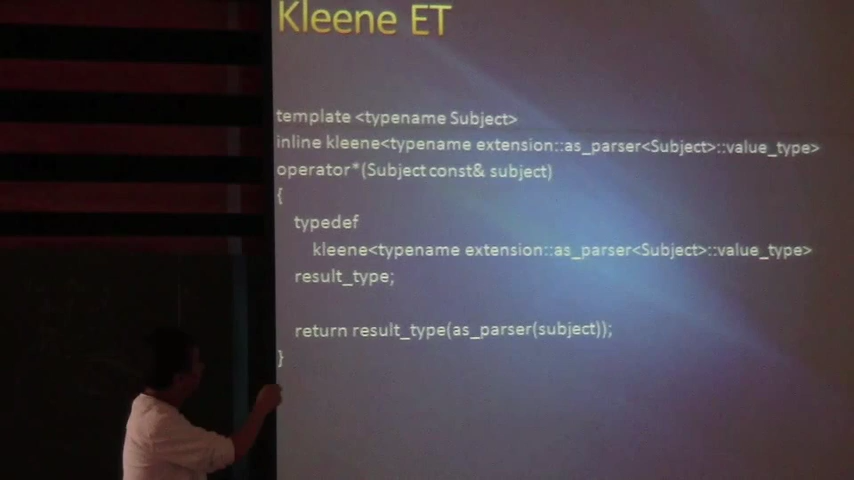 Kleene ET
template <typename Subject>
inline kleene<typename extension::as_parser<Subject>::value_type>
operator*(Subject const& subject)
{
typedef
kleene<typename extension::as_parser<Subject>::value_type>
result_type;
return result_type(as_parser(subject));
}